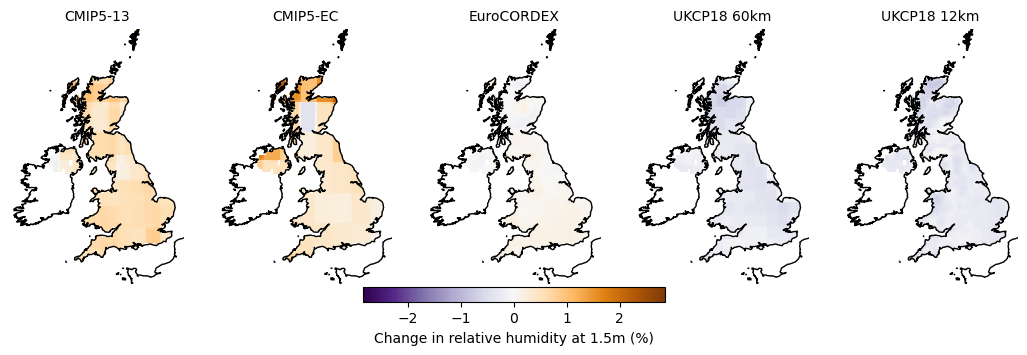 CMIP5-13 CMIP5-EC EuroCORDEX UKCP18 60km UKCP18 12km
−2 −1 0 1 2
Change in relative humidity at 1.5m (%)